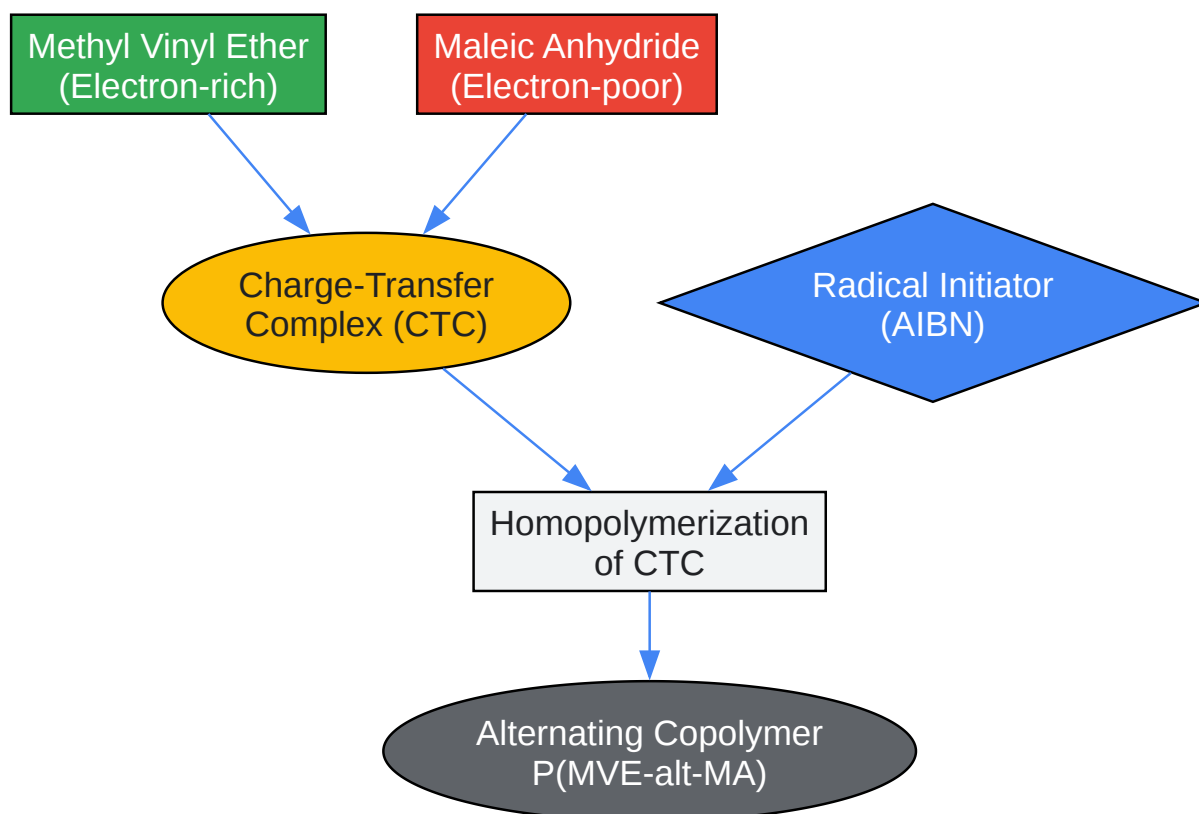 Methyl Vinyl Ether
(Electron-rich)
Maleic Anhydride
(Electron-poor)
Charge-Transfer
Complex (CTC)
Radical Initiator
(AIBN)
Homopolymerization
of CTC
Alternating Copolymer
P(MVE-alt-MA)